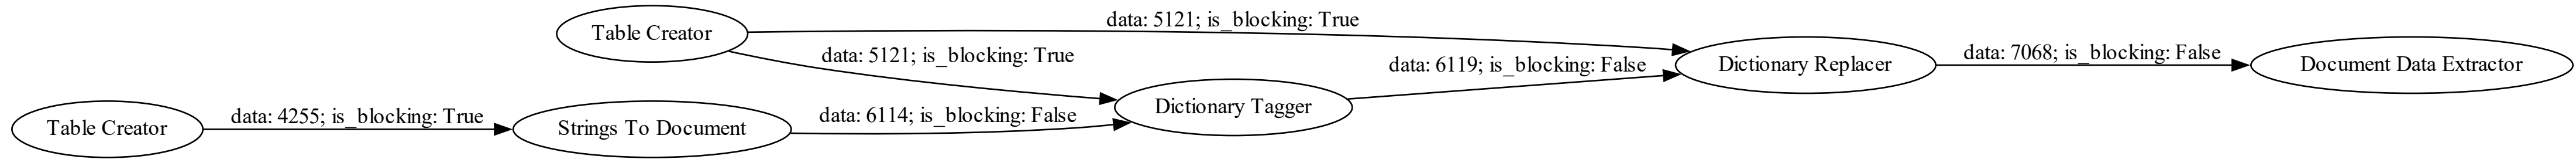 Table Creator
data: 5121; is_blocking: True
data: 5121; is_blocking: True
Table Creator
data: 4255; is_blocking: True
Strings To Document
data: 6114; is_blocking: False
Dictionary Tagger
data: 6119; is_blocking: False
Dictionary Replacer
data: 7068; is_blocking: False
Document Data Extractor